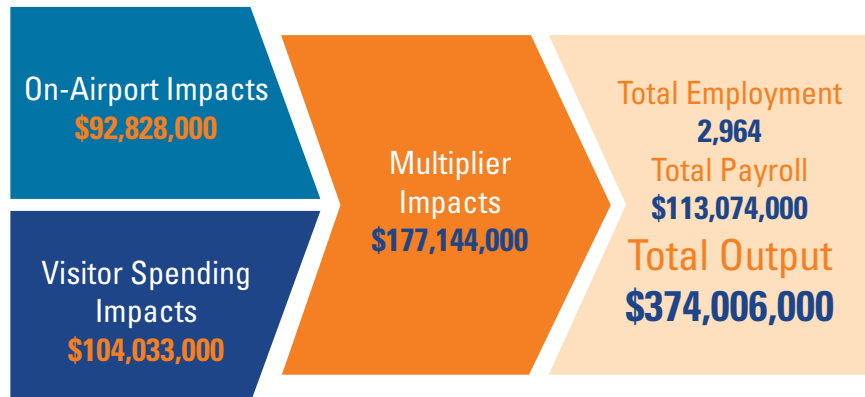 On-Airport Impacts
$92,828,000
Visitor Spending
Impacts
$104,033,000
Multiplier
Impacts
$177,144,000
Total Employment
2,964
Total Payroll
$113,074,000
Total Output
$374,006,000